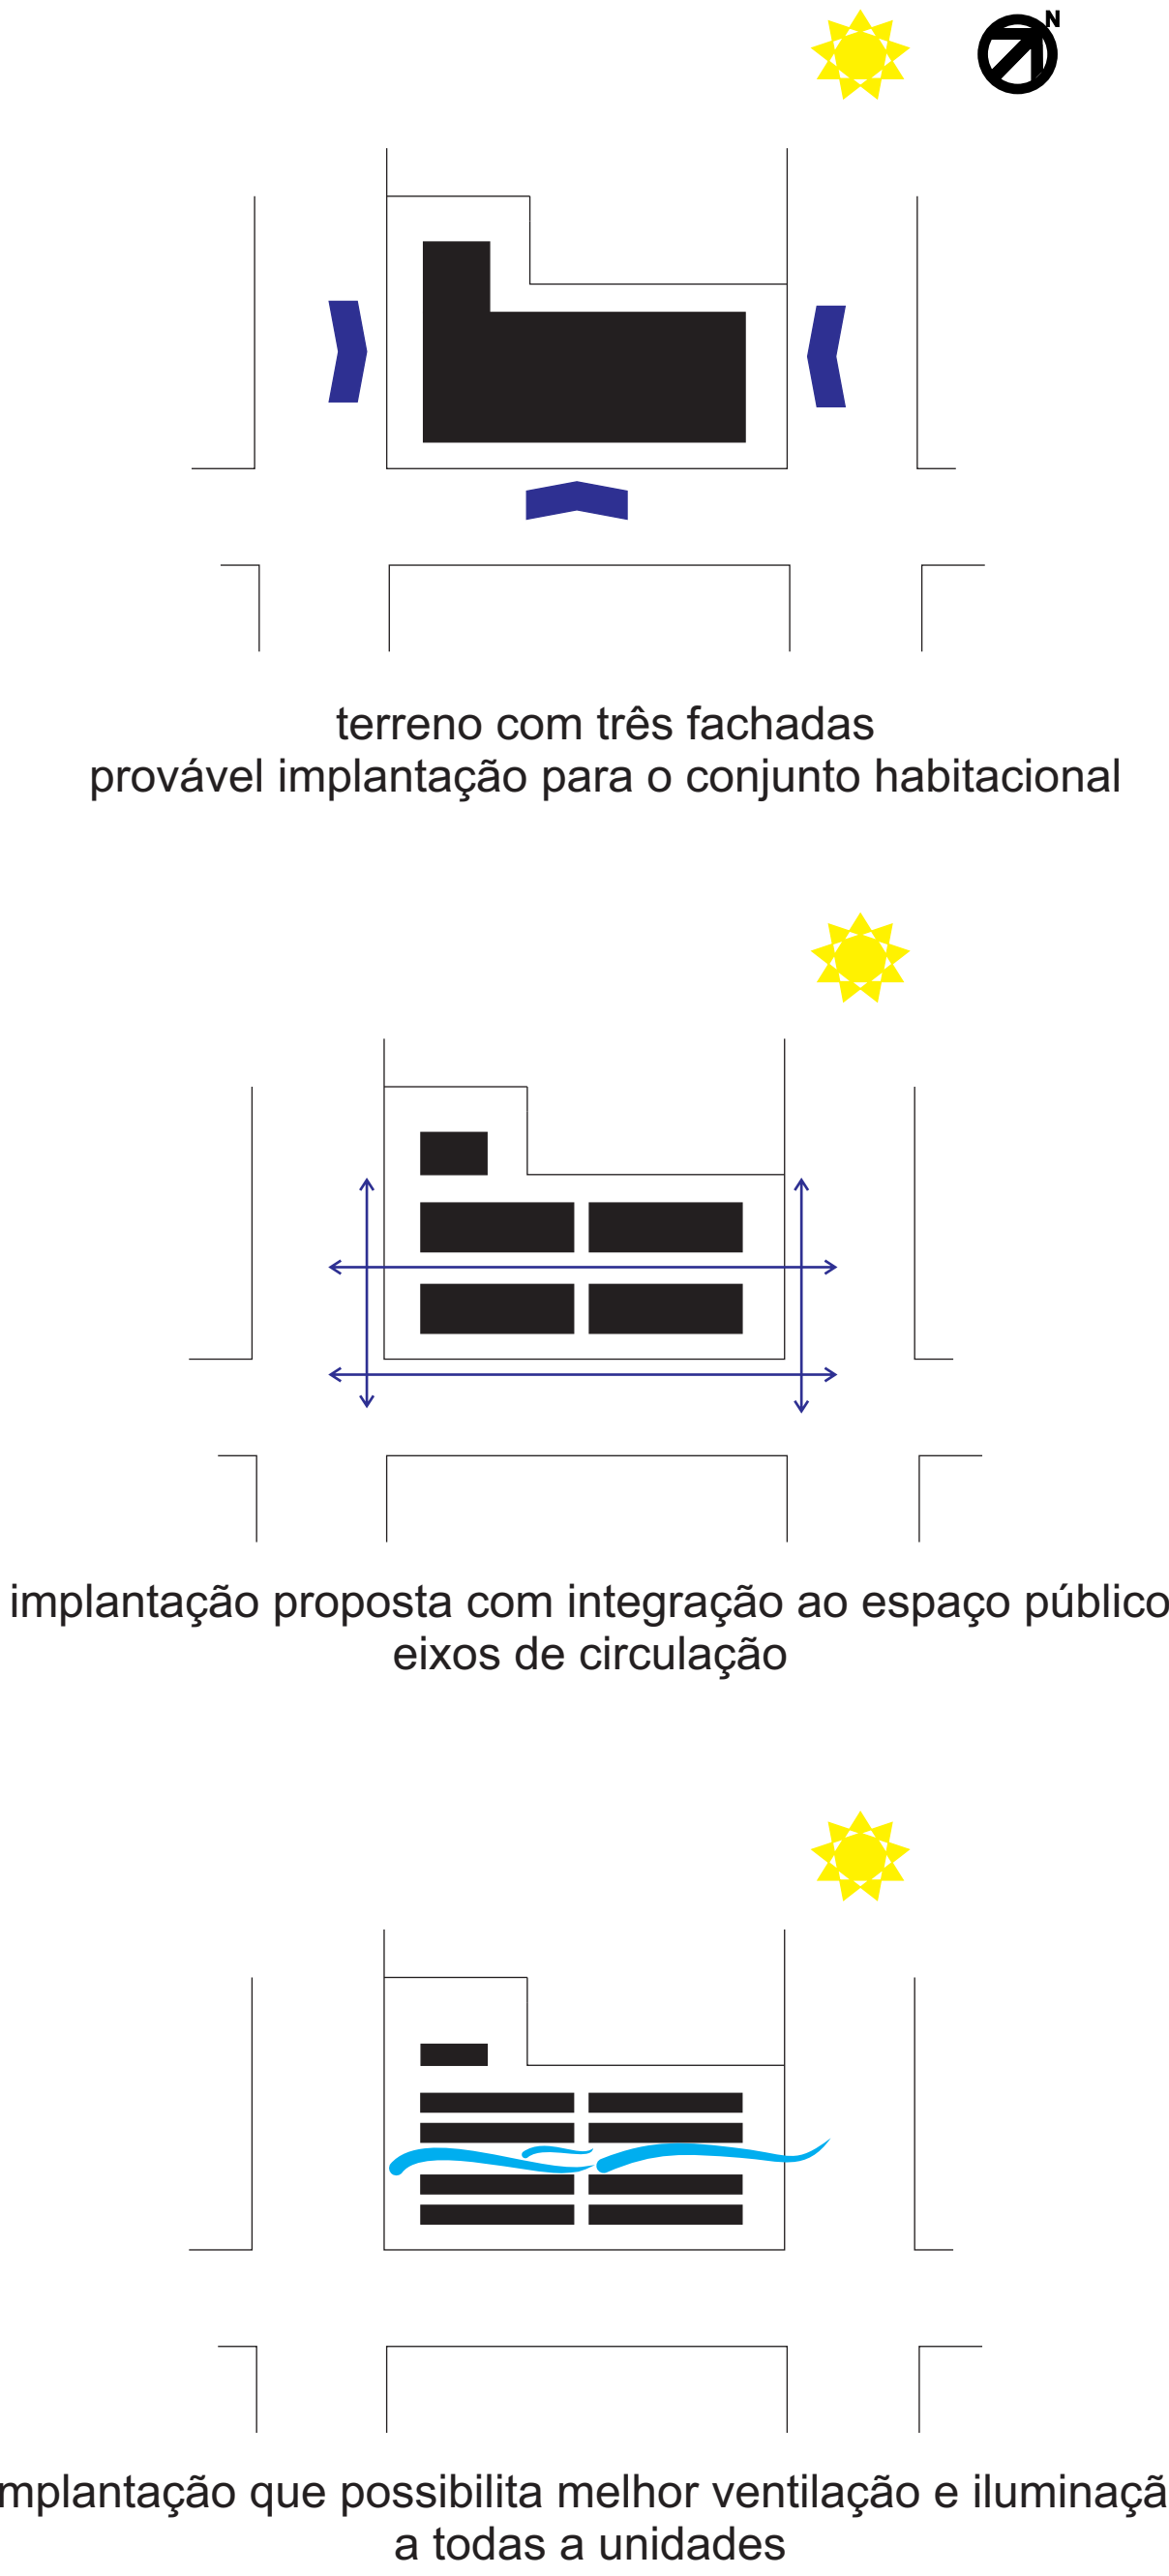 N
terreno com três fachadas
provável implantação para o conjunto habitacional
implantação proposta com integração ao espaço público
eixos de circulação
mplantação que possibilita melhor ventilação e iluminaçã
a todas a unidades